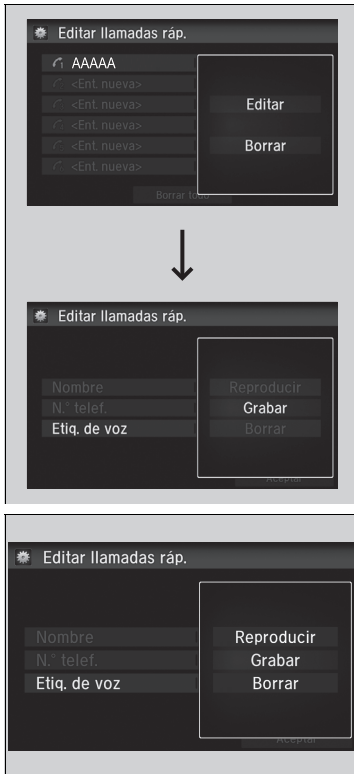 Editar llamadas ráp.
AAAAA
<Ent. nueva>
<Ent. nueva>
<Ent. nueva>
<Ent. nueva>
<Ent. nueva>
Editar
Borrar
Borrar todo
Editar llamadas ráp.
Nombre
N.° telef.
Etiq. de voz
Reproducir
Grabar
Borrar
Aceptar
Editar llamadas ráp.
Nombre
N.° telef.
Etiq. de voz
Reproducir
Grabar
Borrar
Aceptar